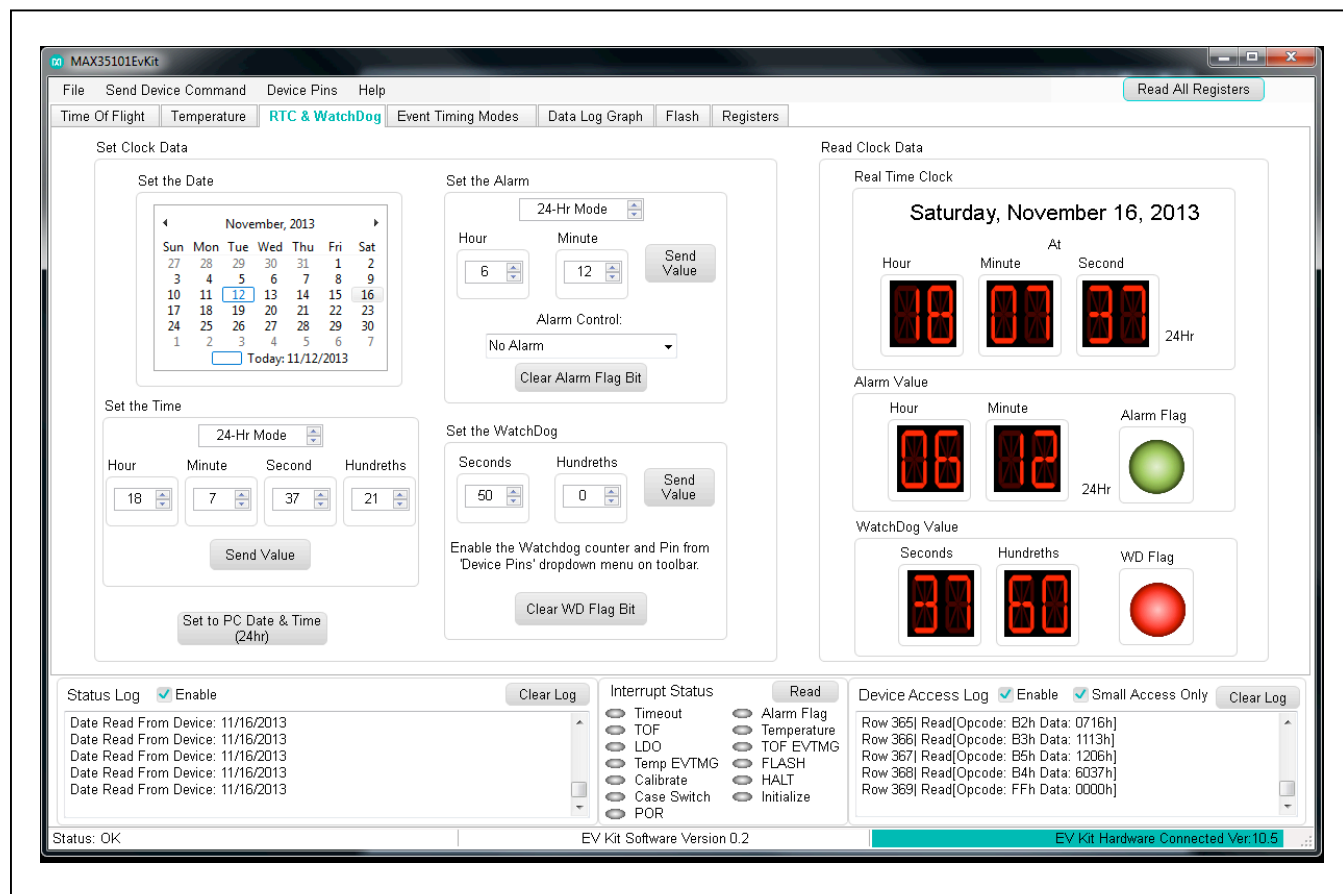 MAX35101EvKit
File Send Device Command Device Pins Help Read All Registers
Time Of Flight Temperature RTC & WatchDog Event Timing Modes Data Log Graph Flash Registers
Set Clock Data
Set the Date
November, 2013
Sun Mon Tue Wed Thu Fri Sat
27 28 29 30 31 1 2
3 4 5 6 7 8 9
10 11 12 13 14 15 16
17 18 19 20 21 22 23
24 25 26 27 28 29 30
1 2 3 4 5 6 7
Today: 11/12/2013
Set the Time
24-Hr Mode
Hour Minute Second Hundreths
18 7 37 21
Send Value
Set to PC Date & Time
(24hr)
Set the Alarm
24-Hr Mode
Hour Minute
6 12
Send
Value
Alarm Control:
No Alarm
Clear Alarm Flag Bit
Set the WatchDog
Seconds Hundreths
50 0
Send
Value
Enable the Watchdog counter and Pin from
'Device Pins' dropdown menu on toolbar.
Clear WD Flag Bit
Read Clock Data
Real Time Clock
Saturday, November 16, 2013
At
Hour Minute Second
18 07 37 24Hr
Alarm Value
Hour Minute Alarm Flag
06 12 24Hr
WatchDog Value
Seconds Hundreths WD Flag
37 60
Status Log Enable Clear Log
Date Read From Device: 11/16/2013
Date Read From Device: 11/16/2013
Date Read From Device: 11/16/2013
Date Read From Device: 11/16/2013
Date Read From Device: 11/16/2013
Interrupt Status Read
Timeout Alarm Flag
TOF Temperature
LDO TOF EVTMG
Temp EVTMG FLASH
Calibrate HALT
Case Switch Initialize
POR
Device Access Log Enable Small Access Only Clear Log
Row 365| Read[Opcode: B2h Data: 0716h]
Row 366| Read[Opcode: B3h Data: 1113h]
Row 367| Read[Opcode: B5h Data: 1206h]
Row 368| Read[Opcode: B4h Data: 6037h]
Row 369| Read[Opcode: FFh Data: 0000h]
Status: OK EV Kit Software Version 0.2 EV Kit Hardware Connected Ver:10.5